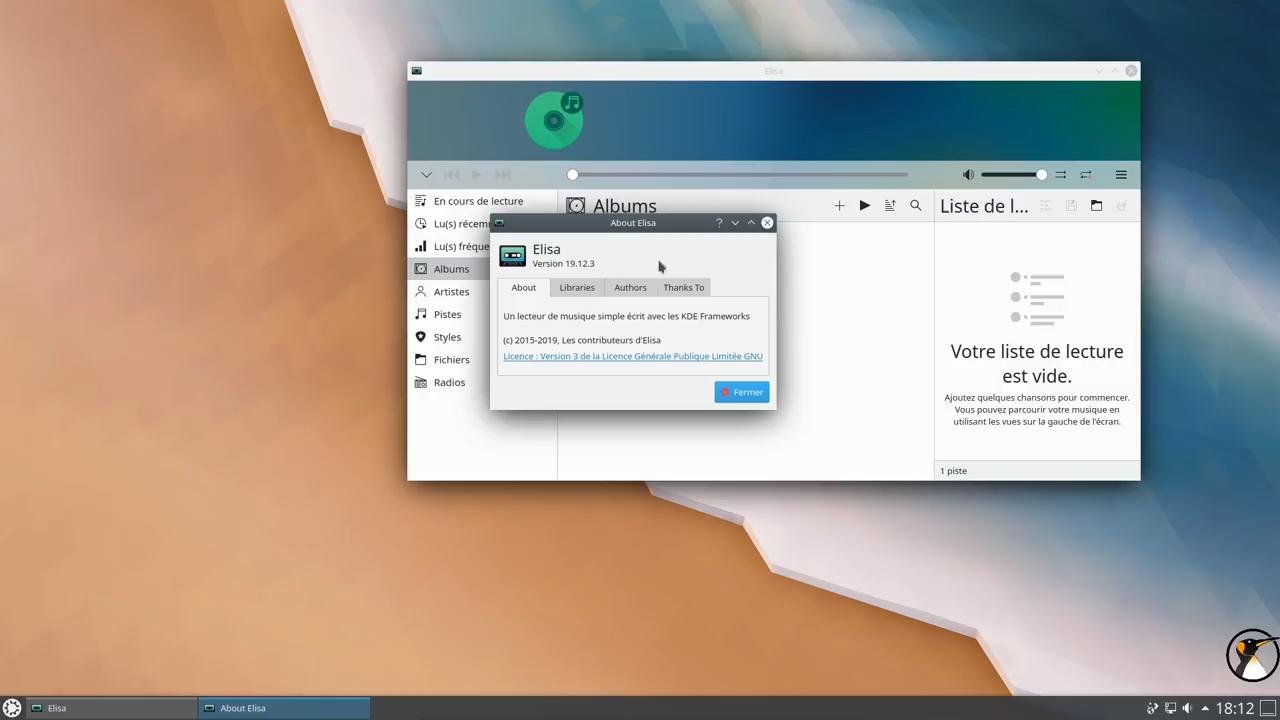 Elisa
En cours de lecture
Lu(s) récem
Lu(s) fréque
Albums
Artistes
Pistes
Styles
Fichiers
Radios
Albums
Liste de l...
About Elisa
?
Elisa
Version 19.12.3
About
Libraries
Authors
Thanks To
Un lecteur de musique simple écrit avec les KDE Frameworks
(c) 2015-2019, Les contributeurs d'Elisa
Licence : Version 3 de la Licence Générale Publique Limitée GNU
Fermer
Votre liste de lecture
est vide.
Ajoutez quelques chansons pour commencer.
Vous pouvez parcourir votre musique en
utilisant les vues sur la gauche de l'écran.
1 piste
Elisa
About Elisa
18:12